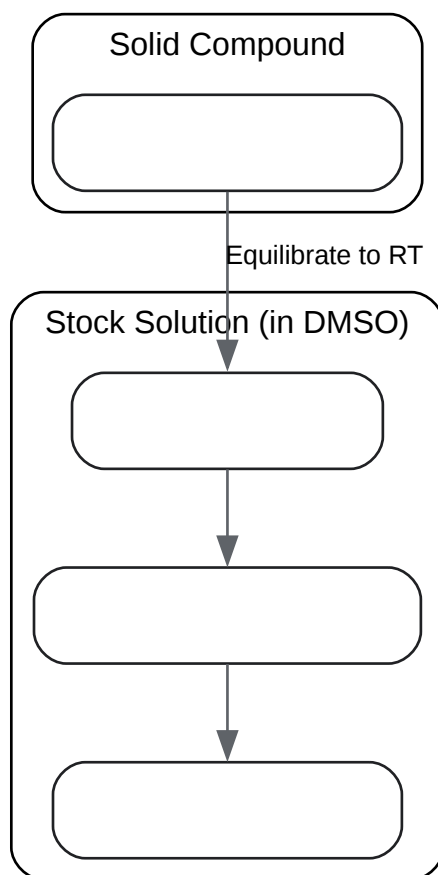 Solid Compound
Equilibrate to RT
Stock Solution (in DMSO)